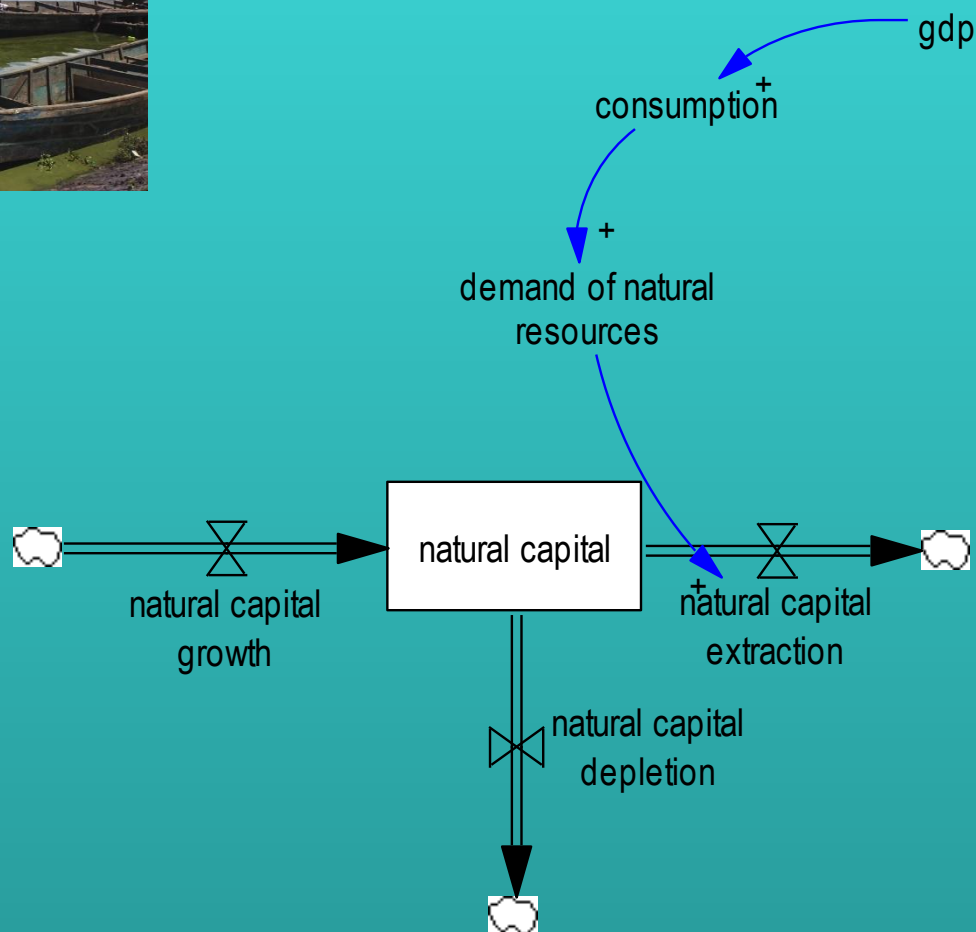 gdp
+
consumption
+
demand of natural
resources
natural capital
+
natural capital
growth
natural capital
extraction
natural capital
depletion